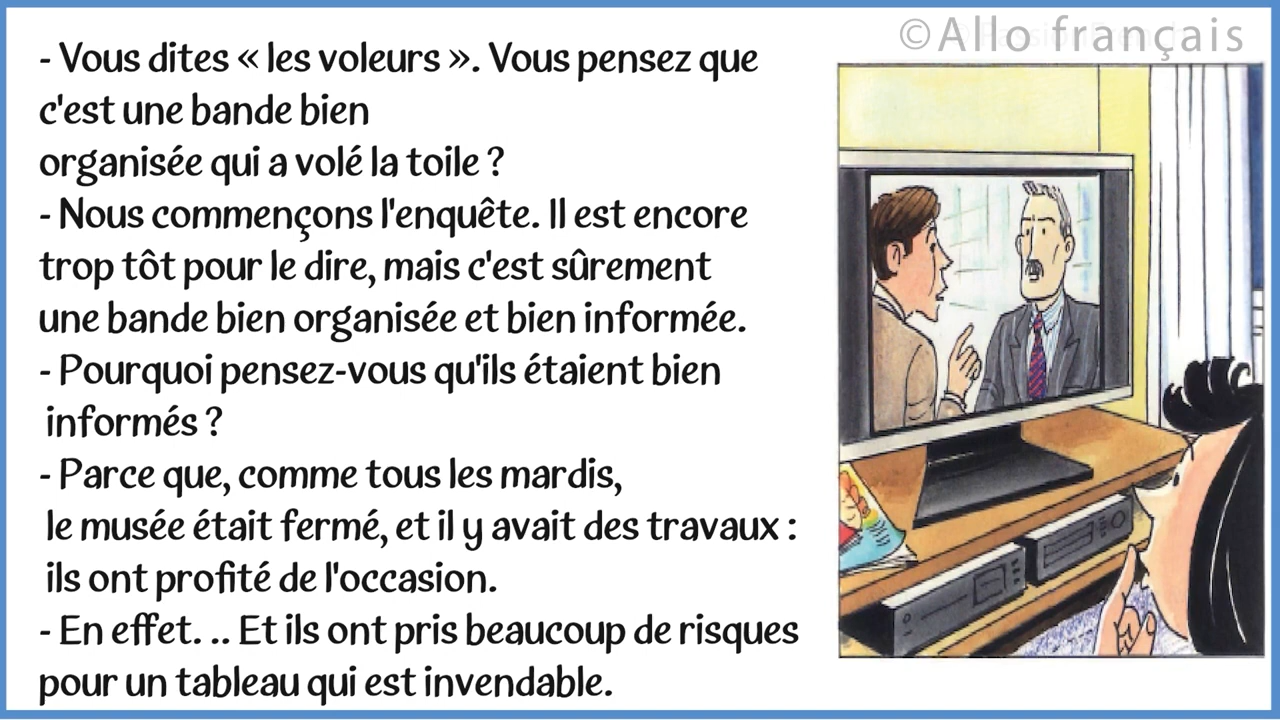 © Allo français
- Vous dites « les voleurs ». Vous pensez que
c'est une bande bien
organisée qui a volé la toile ?
- Nous commençons l'enquête. Il est encore
trop tôt pour le dire, mais c'est sûrement
une bande bien organisée et bien informée.
- Pourquoi pensez-vous qu'ils étaient bien
informés ?
- Parce que, comme tous les mardis,
le musée était fermé, et il y avait des travaux :
ils ont profité de l'occasion.
- En effet. .. Et ils ont pris beaucoup de risques
pour un tableau qui est invendable.